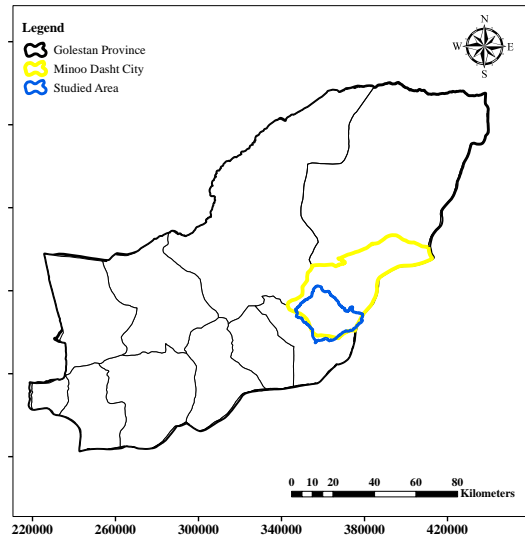 Legend
Golestan Province
Minoo Dasht City
Studied Area
N
W E
S
0 10 20 40 60 80
Kilometers
220000 260000 300000 340000 380000 420000